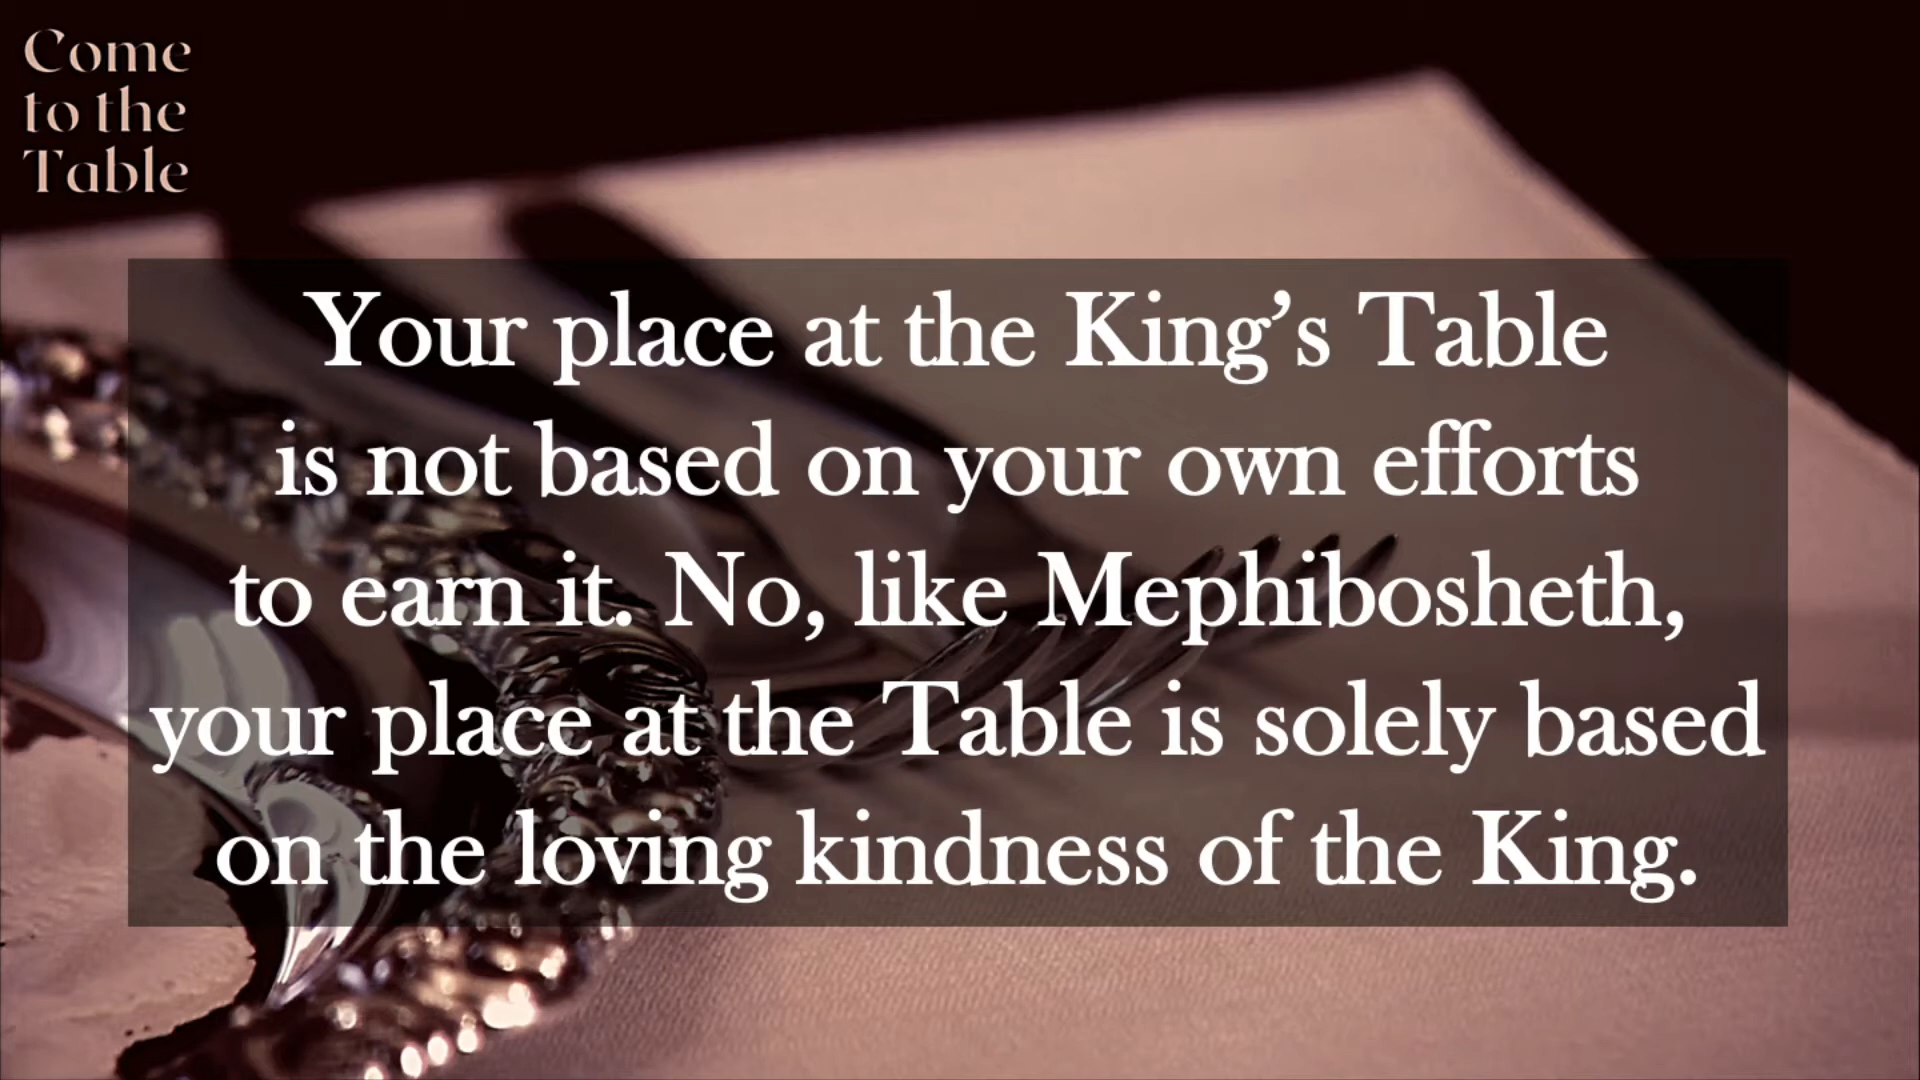 Come
to the
Table
Your place at the King’s Table
is not based on your own efforts
to earn it. No, like Mephibosheth,
your place at the Table is solely based
on the loving kindness of the King.